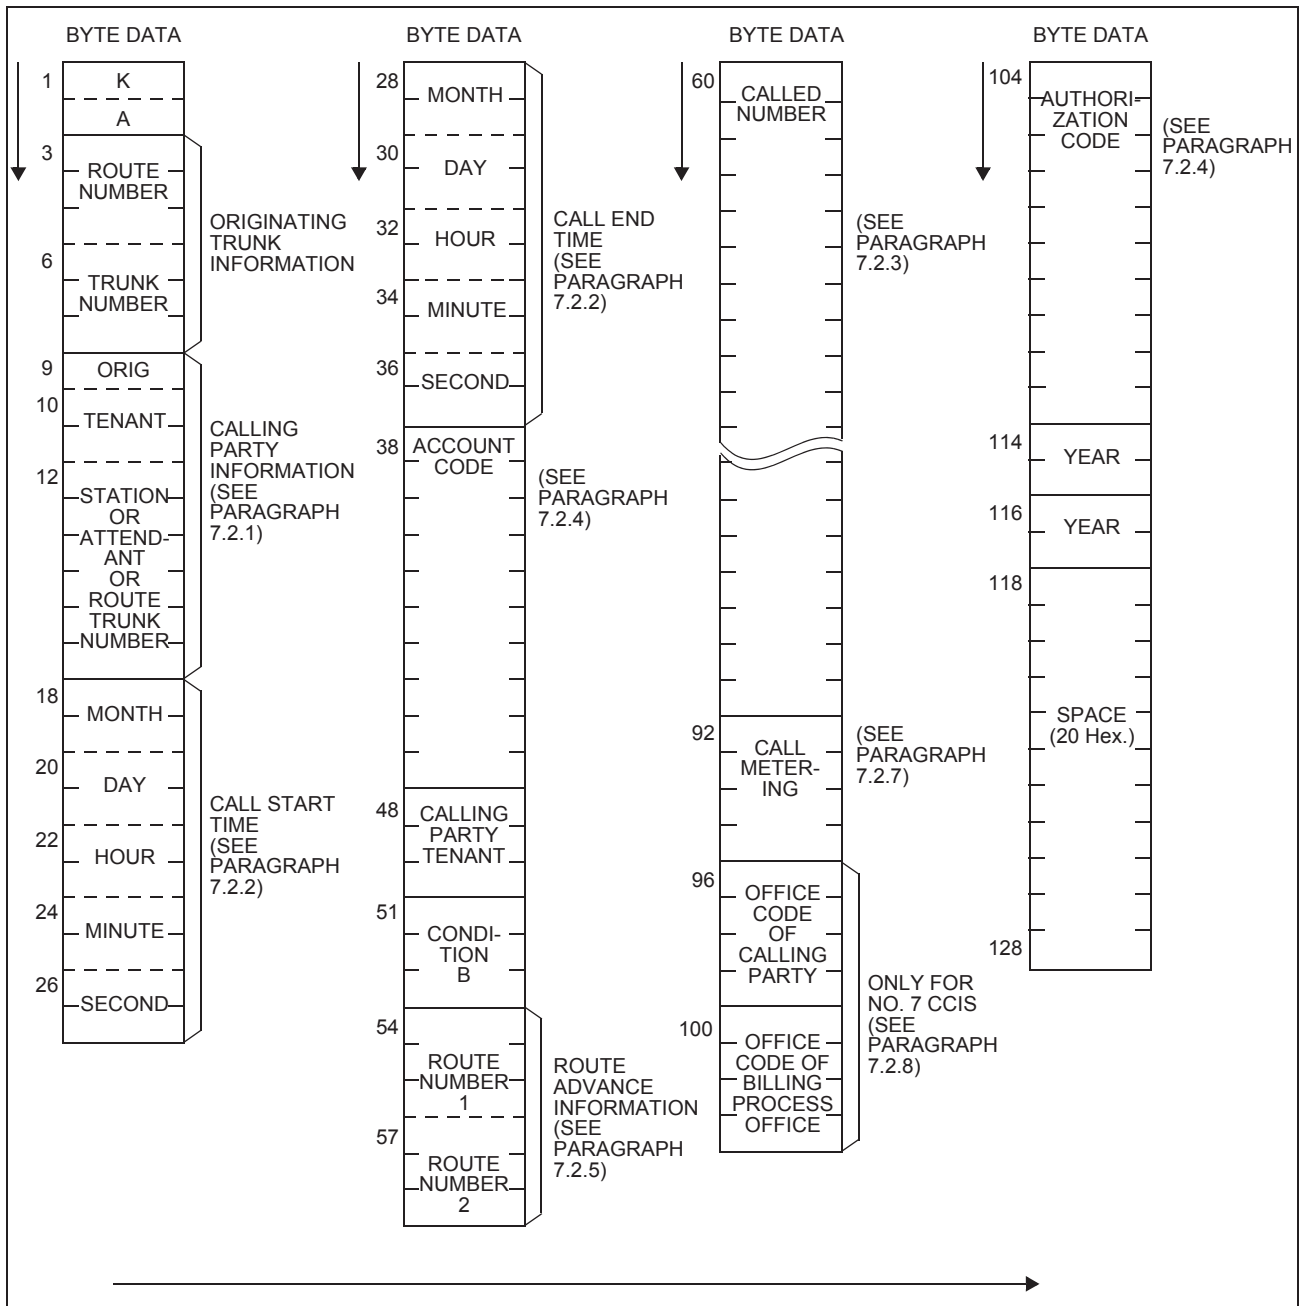 BYTE DATA
1
K
A
3
ROUTE
NUMBER
6
TRUNK
NUMBER
ORIGINATING
TRUNK
INFORMATION
9
ORIG
10
TENANT
12
STATION
OR
ATTEND-
ANT
OR
ROUTE
TRUNK
NUMBER
CALLING
PARTY
INFORMATION
(SEE
PARAGRAPH
7.2.1)
18
MONTH
20
DAY
22
HOUR
24
MINUTE
26
SECOND
CALL START
TIME
(SEE
PARAGRAPH
7.2.2)
BYTE DATA
28
MONTH
30
DAY
32
HOUR
34
MINUTE
36
SECOND
CALL END
TIME
(SEE
PARAGRAPH
7.2.2)
38
ACCOUNT
CODE
(SEE
PARAGRAPH
7.2.4)
48
CALLING
PARTY
TENANT
51
CONDI-
TION
B
54
ROUTE
NUMBER
1
57
ROUTE
NUMBER
2
ROUTE
ADVANCE
INFORMATION
(SEE
PARAGRAPH
7.2.5)
BYTE DATA
60
CALLED
NUMBER
(SEE
PARAGRAPH
7.2.3)
92
CALL
METER-
ING
(SEE
PARAGRAPH
7.2.7)
96
OFFICE
CODE
OF
CALLING
PARTY
100
OFFICE
CODE OF
BILLING
PROCESS
OFFICE
ONLY FOR
NO. 7 CCIS
(SEE
PARAGRAPH
7.2.8)
BYTE DATA
104
AUTHORI-
ZATION
CODE
(SEE
PARAGRAPH
7.2.4)
114
YEAR
116
YEAR
118
SPACE
(20 Hex.)
128